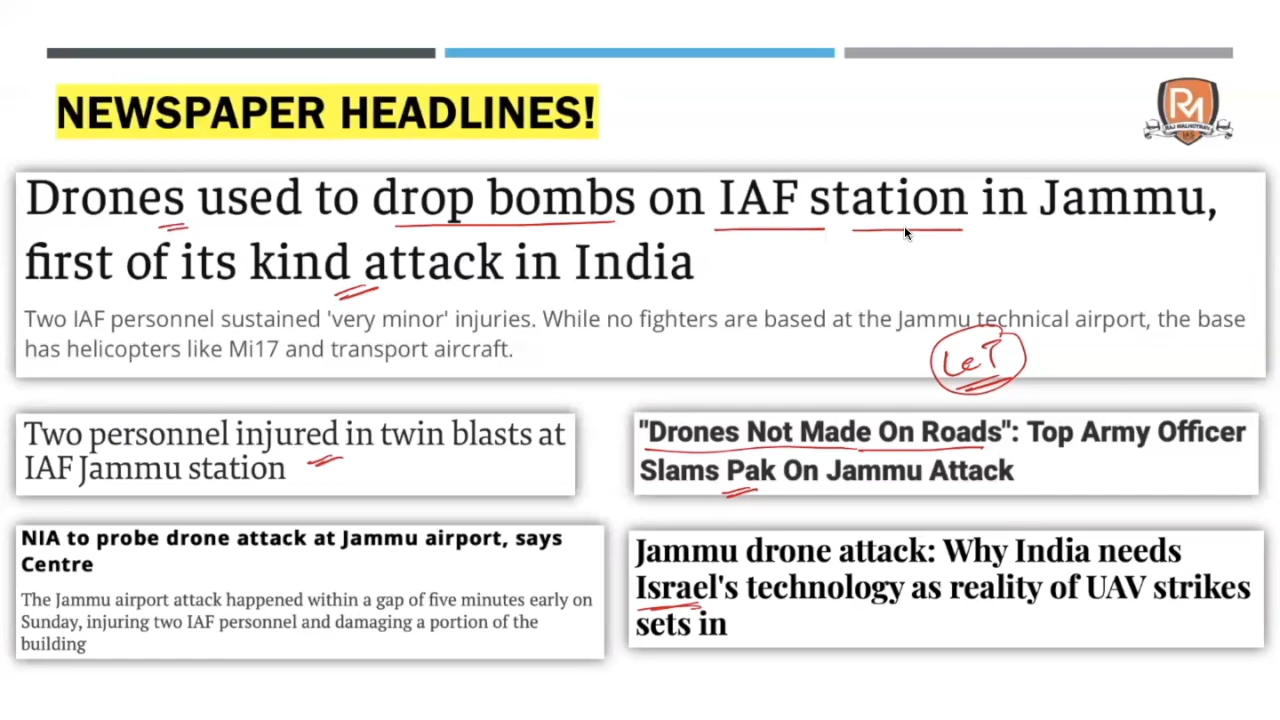 NEWSPAPER HEADLINES!
RM
RAJ MALHOTRA'S
IAS
Drones used to drop bombs on IAF station in Jammu,
first of its kind attack in India
Two IAF personnel sustained 'very minor' injuries. While no fighters are based at the Jammu technical airport, the base
has helicopters like Mi17 and transport aircraft.
LeT
Two personnel injured in twin blasts at
IAF Jammu station
"Drones Not Made On Roads": Top Army Officer
Slams Pak On Jammu Attack
NIA to probe drone attack at Jammu airport, says
Centre
The Jammu airport attack happened within a gap of five minutes early on
Sunday, injuring two IAF personnel and damaging a portion of the
building
Jammu drone attack: Why India needs
Israel's technology as reality of UAV strikes
sets in